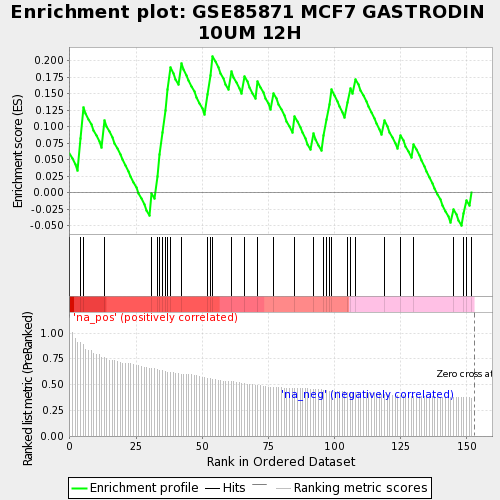 Enrichment plot: GSE85871 MCF7 GASTRODIN
10UM 12H
Enrichment score (ES)
0.200
0.175
0.150
0.125
0.100
0.075
0.050
0.025
0.000
-0.025
-0.050
'na_pos' (positively correlated)
Ranked list metric (PreRanked)
1.00
0.75
0.50
0.25
0.00
Zero cross at
'na_neg' (negatively correlated)
0 25 50 75 100 125 150
Rank in Ordered Dataset
Enrichment profile Hits Ranking metric scores